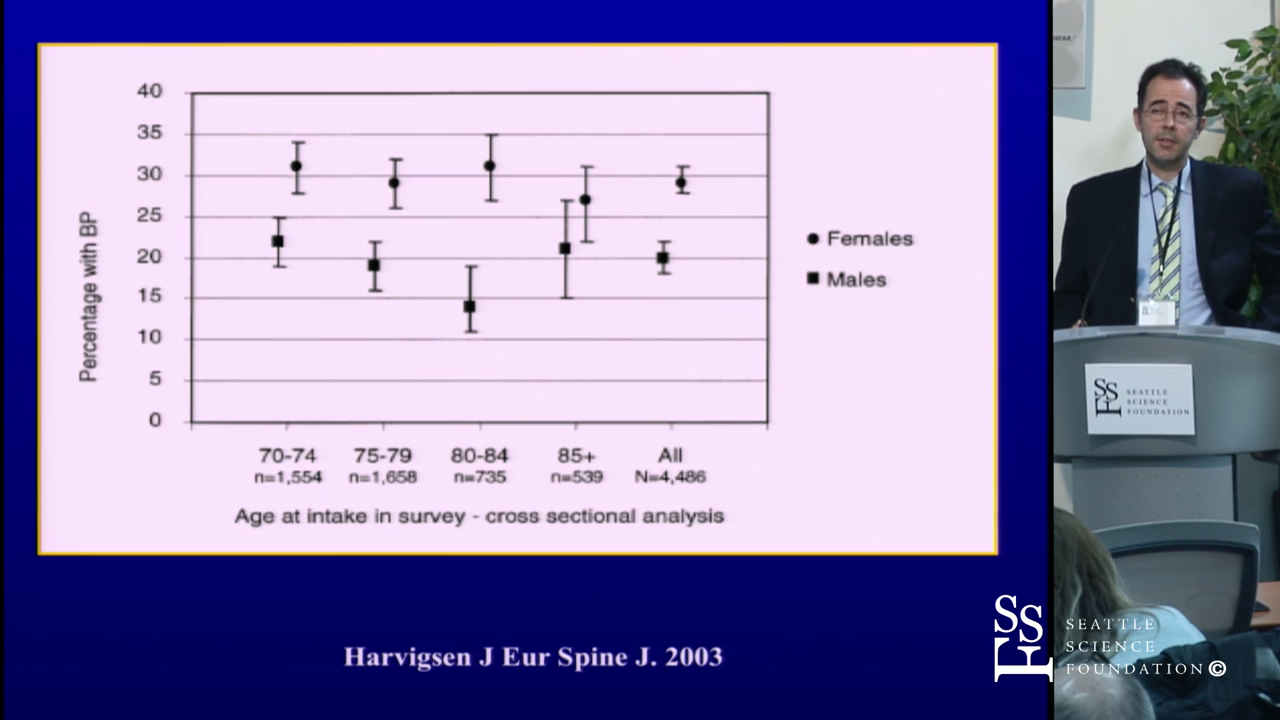 40
35
30
25
20
15
10
5
0
Percentage with BP
Females
Males
70-74 75-79 80-84 85+ All
n=1,554 n=1,658 n=735 n=539 N=4,486
Age at intake in survey - cross sectional analysis
Harvigsen J Eur Spine J. 2003
SSF SEATTLE
SCIENCE
FOUNDATION
SSF SEATTLE
SCIENCE
FOUNDATION©